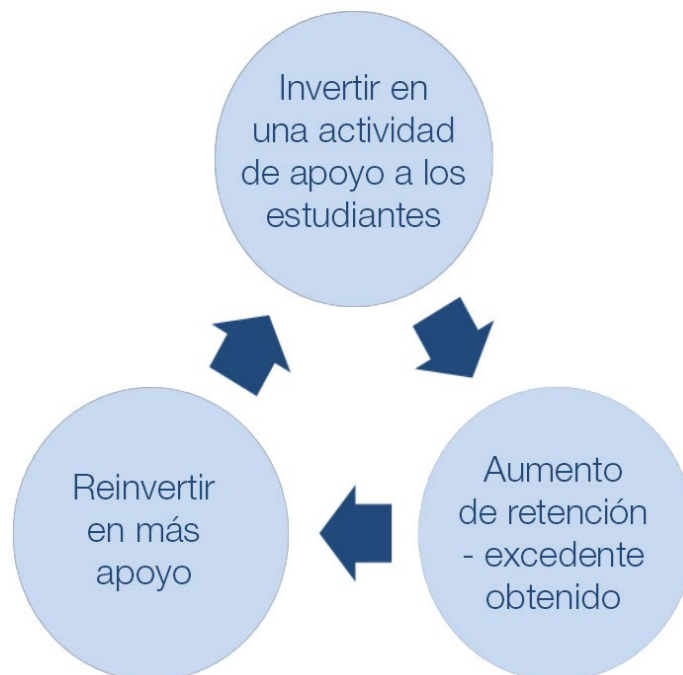 Invertir en
una actividad
de apoyo a los
estudiantes
Aumento
de retención
- excedente
obtenido
Reinvertir
en más
apoyo